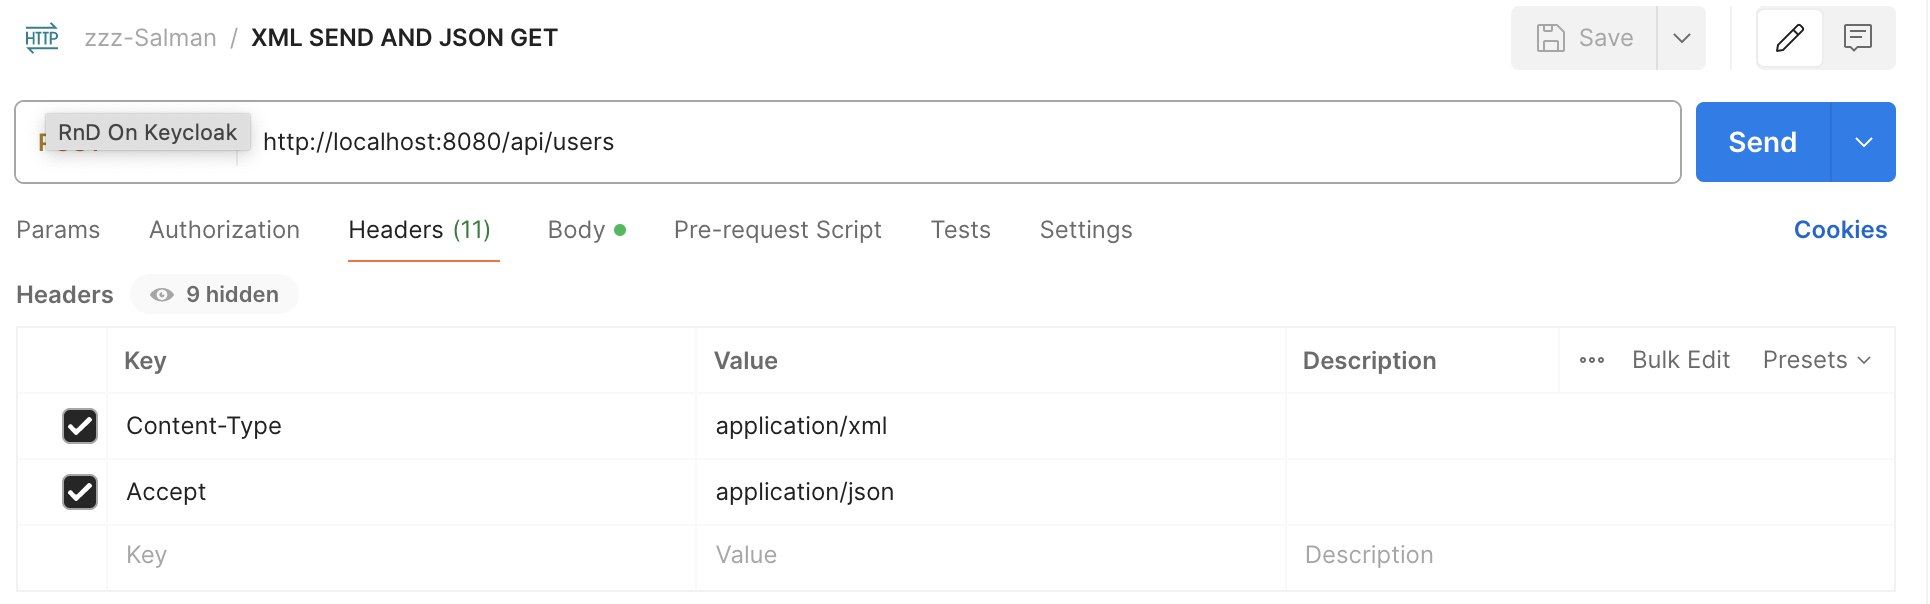 HTTP zzz-Salman / XML SEND AND JSON GET Save
RnD On Keycloak http://localhost:8080/api/users Send
Params Authorization Headers (11) Body Pre-request Script Tests Settings Cookies
Headers 9 hidden
Key Value Description Bulk Edit Presets
Content-Type application/xml
Accept application/json
Key Value Description